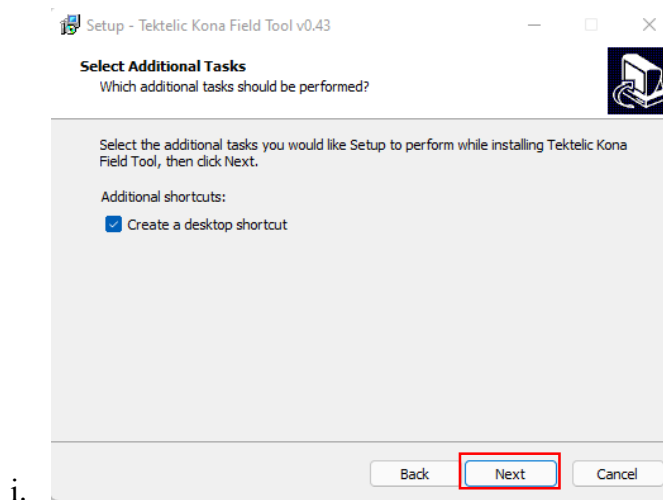 Setup - Tektelic Kona Field Tool v0.43
Select Additional Tasks
Which additional tasks should be performed?
Select the additional tasks you would like Setup to perform while installing Tektelic Kona
Field Tool, then click Next.
Additional shortcuts:
Create a desktop shortcut
Back Next Cancel
i.